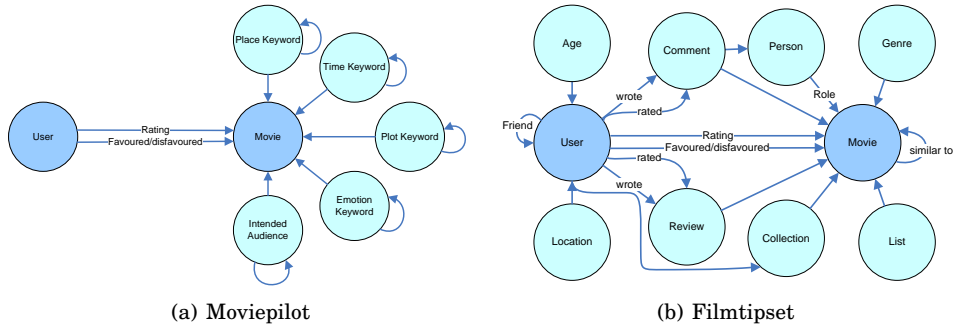 Place Keyword
Time Keyword
User
Rating
Favoured/disfavoured
Movie
Plot Keyword
Intended
Audience
Emotion
Keyword
(a) Moviepilot
Age
Comment
Person
Genre
wrote
rated
Role
Friend
User
Rating
Favoured/disfavoured
Movie
similar to
rated
wrote
Location
Review
Collection
List
(b) Filmtipset